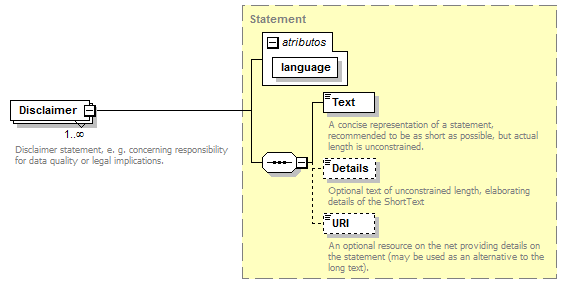 Statement
atributos
language
Disclaimer
1..∞
Disclaimer statement, e. g. concerning responsibility
for data quality or legal implications.
Text
A concise representation of a statement,
recommended to be as short as possible, but actual
length is unconstrained.
Details
Optional text of unconstrained length, elaborating
details of the ShortText
URI
An optional resource on the net providing details on
the statement (may be used as an alternative to the
long text).